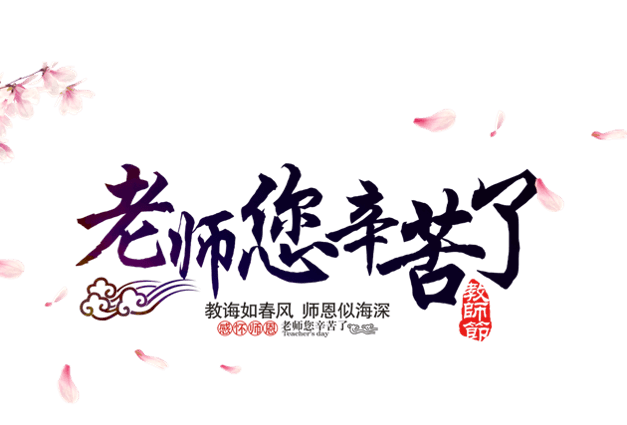 老师您辛苦了
教師節
教诲如春风 师恩似海深
感怀师恩 老师您辛苦了
Teacher's day